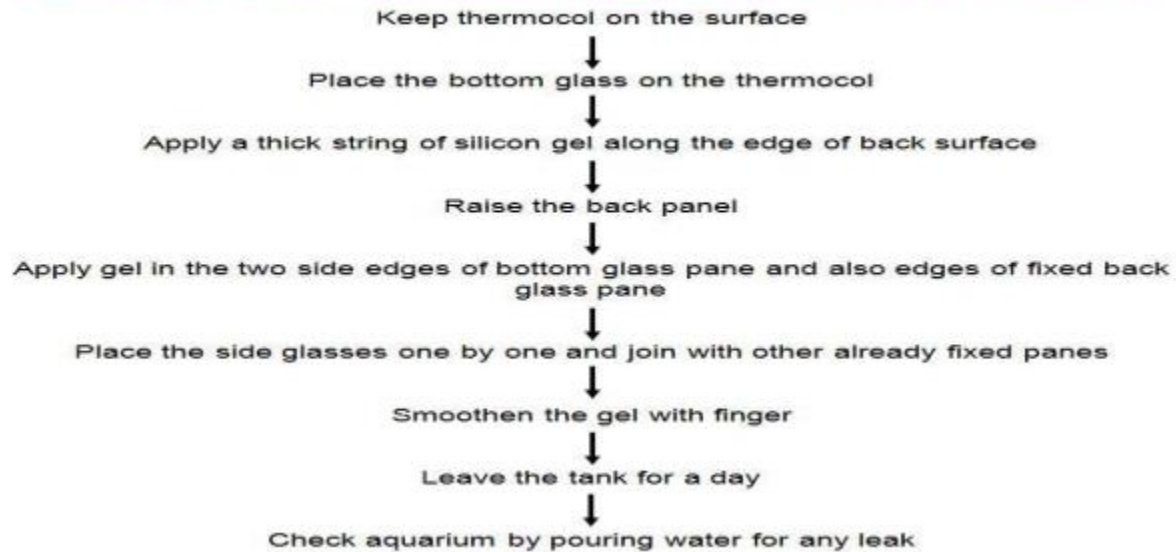 Keep thermocol on the surface
Place the bottom glass on the thermocol
Apply a thick string of silicon gel along the edge of back surface
Raise the back panel
Apply gel in the two side edges of bottom glass pane and also edges of fixed back
glass pane
Place the side glasses one by one and join with other already fixed panes
Smoothen the gel with finger
Leave the tank for a day
Check aquarium by pouring water for any leak